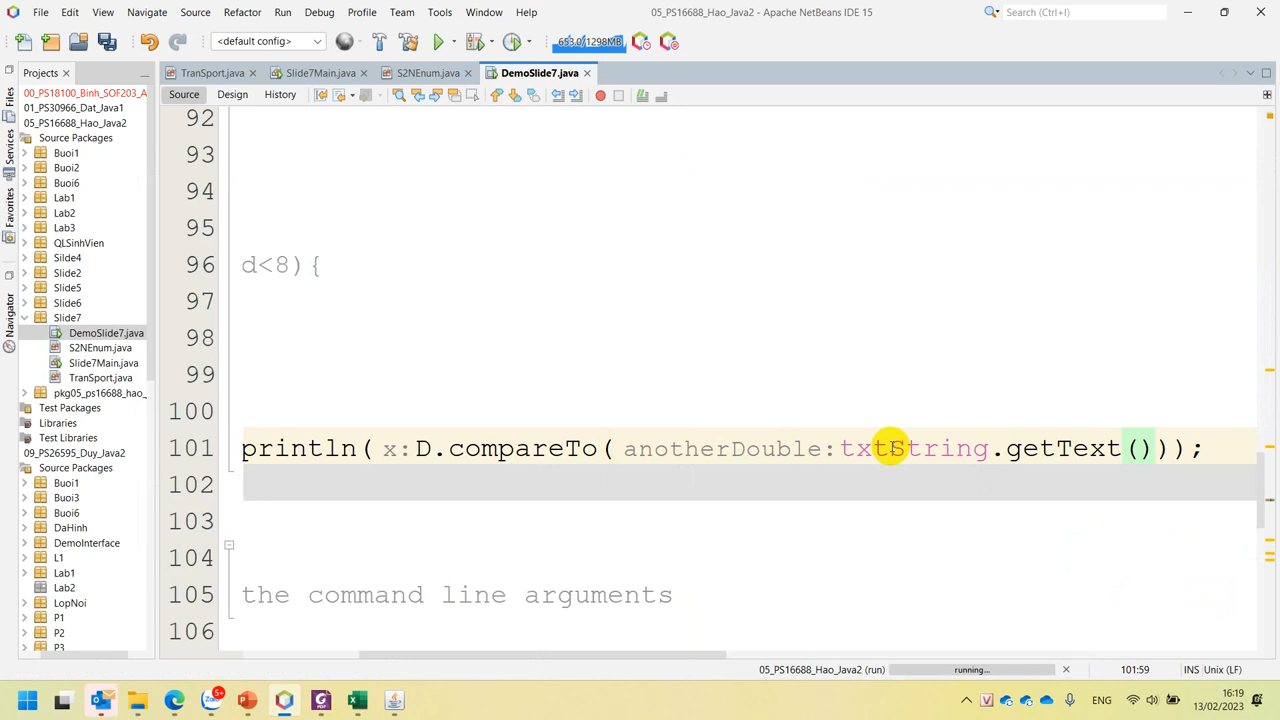 File Edit View Navigate Source Refactor Run Debug Profile Team Tools Window Help
05_PS16688_Hao_Java2 - Apache NetBeans IDE 15
Search (Ctrl+I)
<default config>
653.0/1298MB
Projects
TranSport.java
Slide7Main.java
S2NEnum.java
DemoSlide7.java
Source Design History
Files
Services
Navigator
00_PS18100_Binh_SOF203_A
01_PS30966_Dat_Java1
05_PS16688_Hao_Java2
Source Packages
Buoi1
Buoi2
Buoi6
Lab1
Lab2
Lab3
QLSinhVien
Silde4
Slide2
Slide5
Slide6
Slide7
DemoSlide7.java
S2NEnum.java
Slide7Main.java
TranSport.java
pkg05_ps16688_hao_
Test Packages
Libraries
Test Libraries
09_PS26595_Duy_Java2
Source Packages
Buoi1
Buoi3
Buoi6
DaHinh
DemoInterface
L1
Lab1
Lab2
LopNoi
P1
P2
P3
92
93
94
95
96 d<8){
97
98
99
100
101 println( x: D.compareTo( anotherDouble: txtString.getText()));
102
103
104
105 the command line arguments
106
05_PS16688_Hao_Java2 (run)
running...
101:59
INS Unix (LF)
5+
Zalo
ENG
16:19
13/02/2023